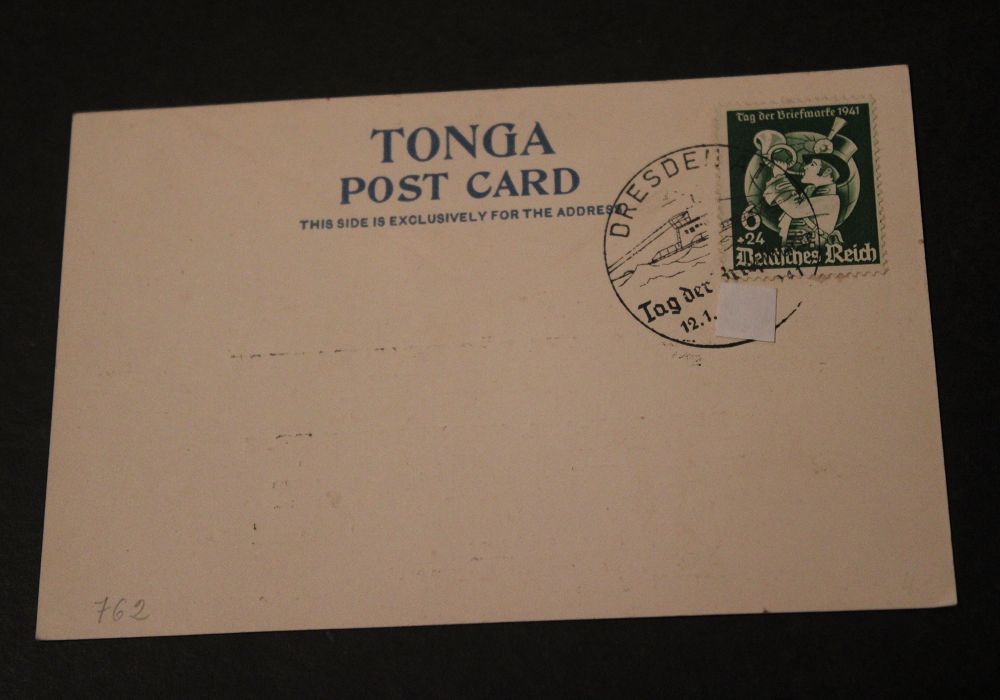 TONGA
POST CARD
THIS SIDE IS EXCLUSIVELY FOR THE ADDRESS
Tag der Briefmarke 1941
6
+24
Deutsches Reich
DRESDEN
Tag der
12.1.
762